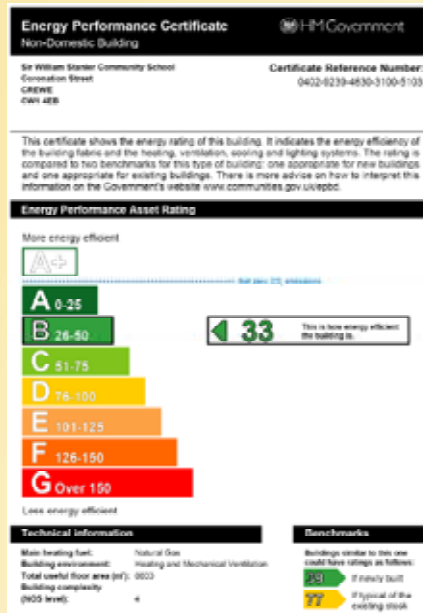 Energy Performance Certificate
HM Government
Non-Domestic Building
Sir William Stanier Community School
Coronation Street
CREWE
CW1 4EB
Certificate Reference Number:
0402-0239-4630-3100-5103
This certificate shows the energy rating of this building. It indicates the energy efficiency of
the building fabric and the heating, ventilation, cooling and lighting systems. The rating is
compared to two benchmarks for this type of building: one appropriate for new buildings
and one appropriate for existing buildings. There is more advice on how to interpret this
information on the Government's website www.communities.gov.uk/epbd.
Energy Performance Asset Rating
More energy efficient
A+
Net zero CO₂ emissions
A 0-25
B 26-50
33
This is how energy efficient
the building is.
C 51-75
D 76-100
E 101-125
F 126-150
G Over 150
Less energy efficient
Technical information
Main heating fuel: Natural Gas
Building environment: Heating and Mechanical Ventilation
Total useful floor area (m²):
Building complexity
(NOS level): 4
Benchmarks
Buildings similar to this one
could have ratings as follows:
If newly built
77
If typical of the
existing stock